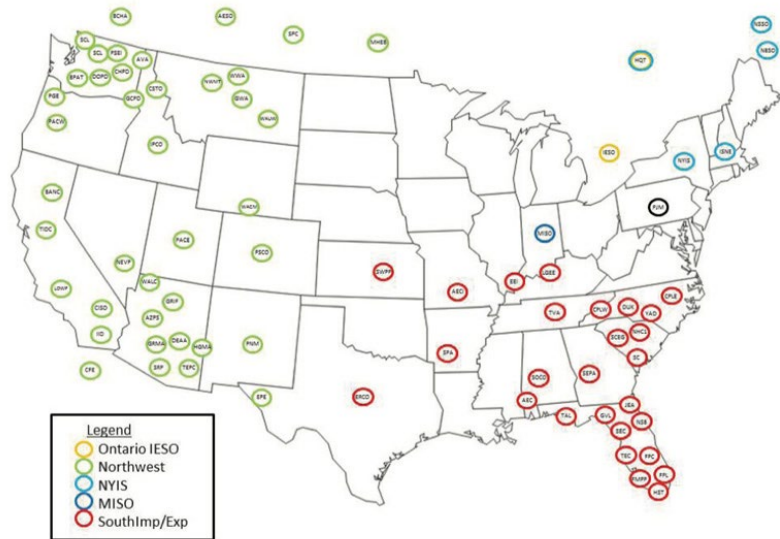 BCHA
AESO
SPC
MHEB
NSSO
NBSO
HQT
SCL
SCL
PSEI
AVA
EPAT
DOPD
CHPD
GCPD
CSTO
NWMT
WWA
GWA
WAUW
PGE
PACW
IPCO
IESO
NYIS
ISNE
PJM
MISO
WACM
BANC
TIDC
PACE
PSCO
NEVP
SWPP
AECI
EEI
LGEE
LDWP
WALC
CISO
GRIF
AZPS
IID
GRMA
DEAA
HGMA
PNM
TVA
CPLW
DUK
CPLE
YAD
SCEG
SC
SPA
CFE
SRP
TEPC
EPE
ERCO
SOCO
SEPA
AEC
TAL
JEA
GVL
NSB
SEC
TEC
FPC
FMPP
FPL
HST
Legend
Ontario IESO
Northwest
NYIS
MISO
SouthImp/Exp